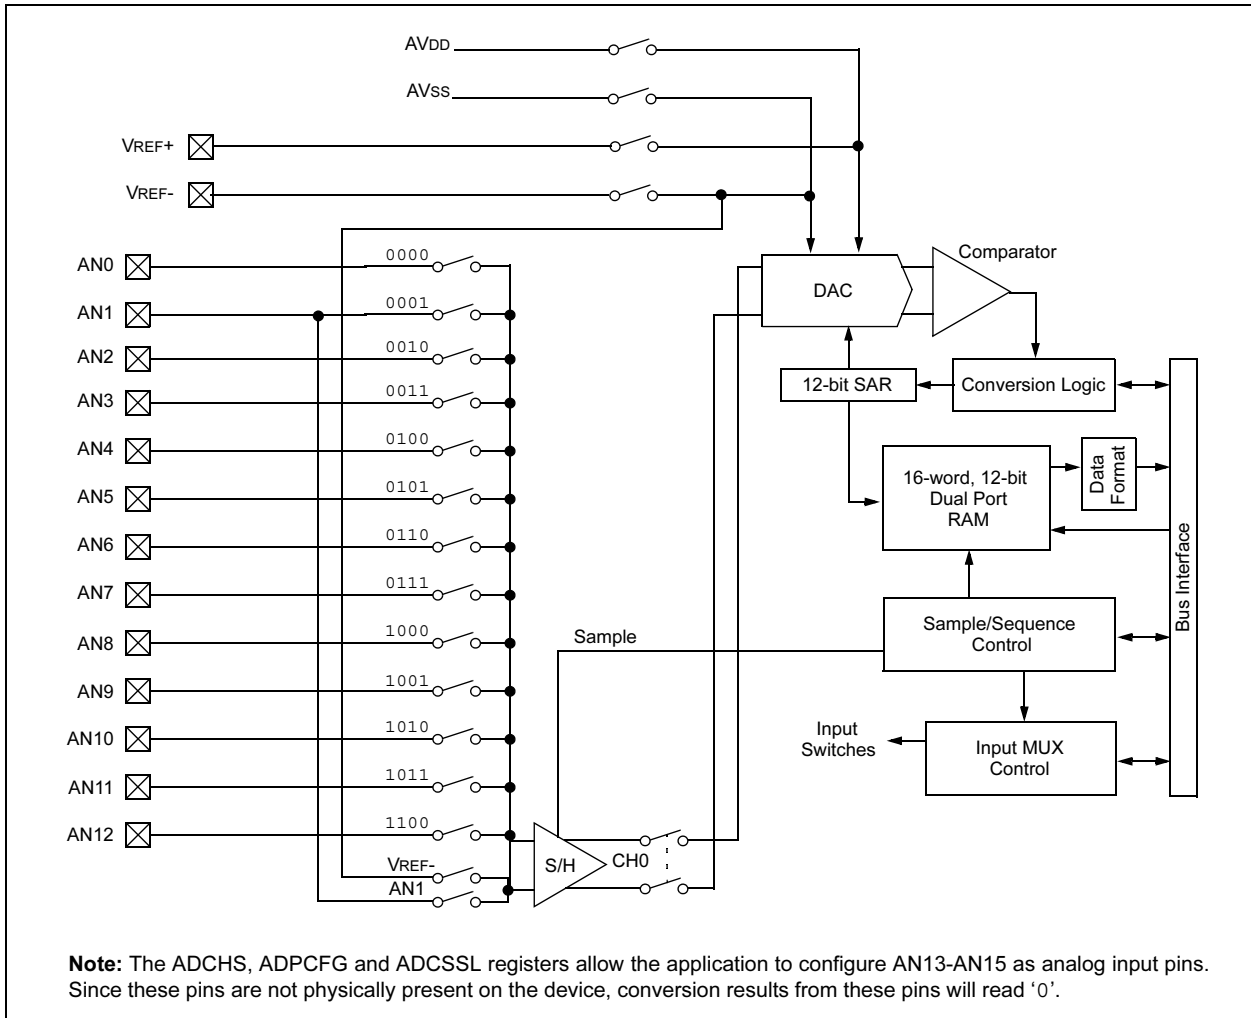 AVDD
AVSS
VREF+
VREF-
AN0
0000
AN1
0001
AN2
0010
AN3
0011
AN4
0100
AN5
0101
AN6
0110
AN7
0111
AN8
1000
AN9
1001
AN10
1010
AN11
1011
AN12
1100
VREF-
AN1
S/H
CH0
DAC
Comparator
12-bit SAR
Conversion Logic
16-word, 12-bit
Dual Port
RAM
Data
Format
Bus Interface
Sample
Sample/Sequence
Control
Input
Switches
Input MUX
Control
Note: The ADCHS, ADPCFG and ADCSSL registers allow the application to configure AN13-AN15 as analog input pins.
Since these pins are not physically present on the device, conversion results from these pins will read ‘0’.